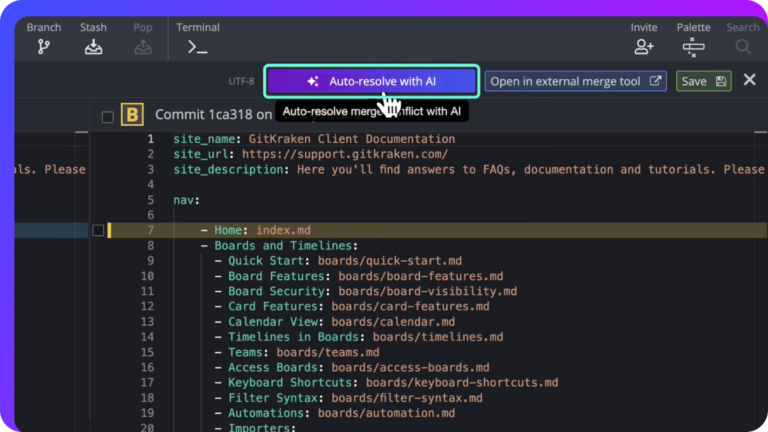 Branch Stash Pop Terminal Invite Palette Search
UTF-8 Auto-resolve with AI Open in external merge tool Save
B Commit 1ca318 on
Auto-resolve merge conflict with AI
1 site_name: GitKraken Client Documentation
2 site_url: https://support.gitkraken.com/
als. Please 3 site_description: Here you'll find answers to FAQs, documentation and tutorials. Please
4
5 nav:
6
7 - Home: index.md
8 - Boards and Timelines:
9 - Quick Start: boards/quick-start.md
10 - Board Features: boards/board-features.md
11 - Board Security: boards/board-visibility.md
12 - Card Features: boards/card-features.md
13 - Calendar View: boards/calendar.md
14 - Timelines in Boards: boards/timelines.md
15 - Teams: boards/teams.md
16 - Access Boards: boards/access-boards.md
17 - Keyboard Shortcuts: boards/keyboard-shortcuts.md
18 - Filter Syntax: boards/filter-syntax.md
19 - Automations: boards/automation.md
20 - Importers: